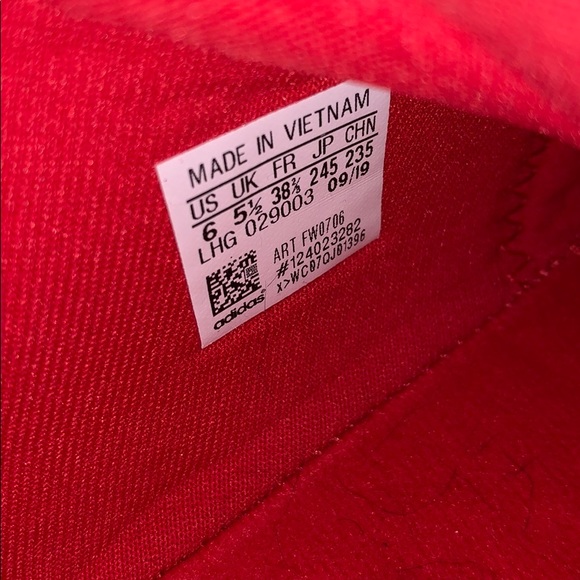 MADE IN VIETNAM
US UK FR JP CHN
6 5½ 38⅔ 245 235
LHG 029003 09/19
ART FW0706
#124023282
X>WC07QJ01396
adidas